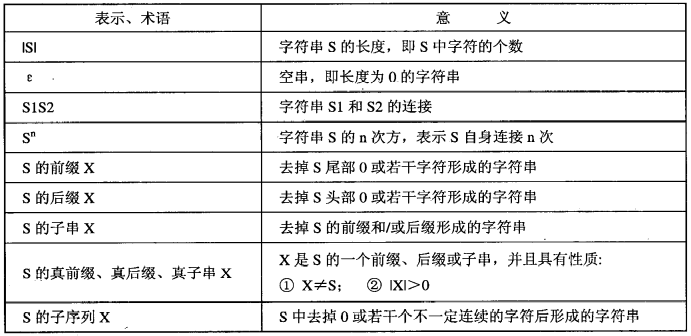 表示、术语 意 义
|S| 字符串 S 的长度，即 S 中字符的个数
ε 空串，即长度为 0 的字符串
S1S2 字符串 S1 和 S2 的连接
Sⁿ 字符串 S 的 n 次方，表示 S 自身连接 n 次
S 的前缀 X 去掉 S 尾部 0 或若干字符形成的字符串
S 的后缀 X 去掉 S 头部 0 或若干字符形成的字符串
S 的子串 X 去掉 S 的前缀和/或后缀形成的字符串
S 的真前缀、真后缀、真子串 X X 是 S 的一个前缀、后缀或子串，并且具有性质:
① X≠S； ② |X|＞0
S 的子序列 X S 中去掉 0 或若干个不一定连续的字符后形成的字符串